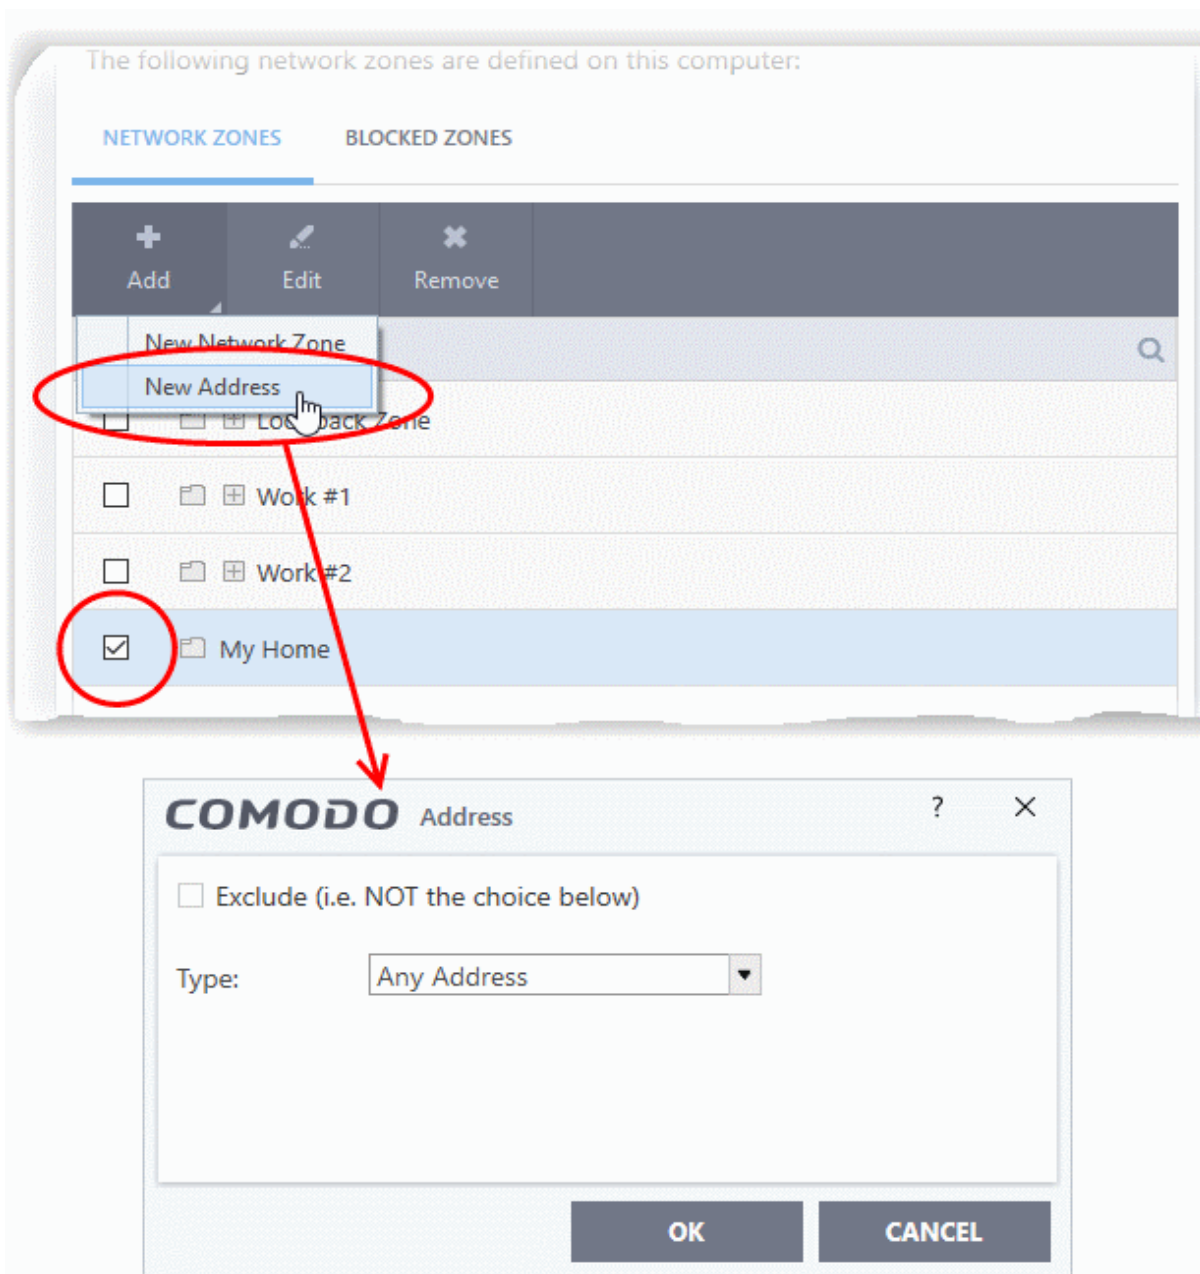 The following network zones are defined on this computer:
NETWORK ZONES BLOCKED ZONES
Add Edit Remove
New Network Zone
New Address
Loopback Zone
Work #1
Work #2
My Home
COMODO Address ?
Exclude (i.e. NOT the choice below)
Type: Any Address
OK CANCEL